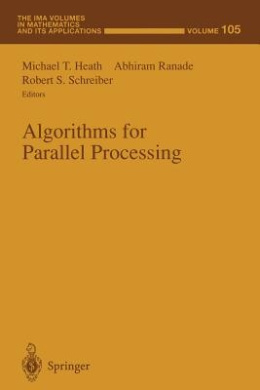 THE IMA VOLUMES
IN MATHEMATICS
AND ITS APPLICATIONS
VOLUME 105
Michael T. Heath Abhiram Ranade
Robert S. Schreiber
Editors
Algorithms for
Parallel Processing
Springer